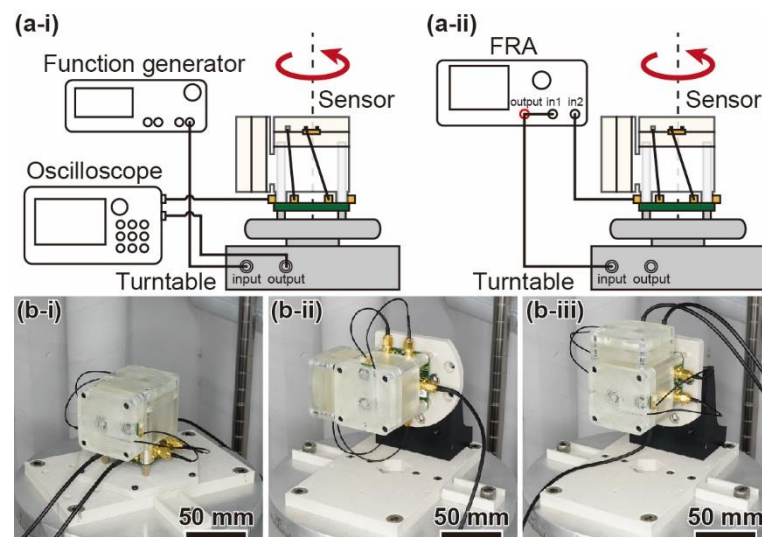 (a-i)
Function generator
Sensor
Oscilloscope
Turntable
input
output
(a-ii)
FRA
output in1 in2
Sensor
Turntable
input
output
(b-i)
50 mm
(b-ii)
50 mm
(b-iii)
50 mm